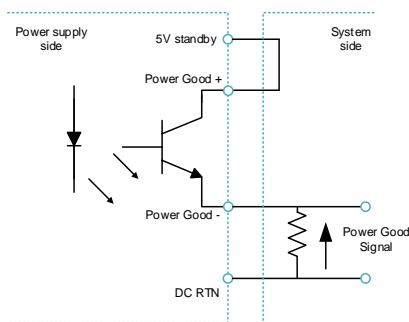 Power supply
side
5V standby
System
side
Power Good +
Power Good -
Power Good
Signal
DC RTN